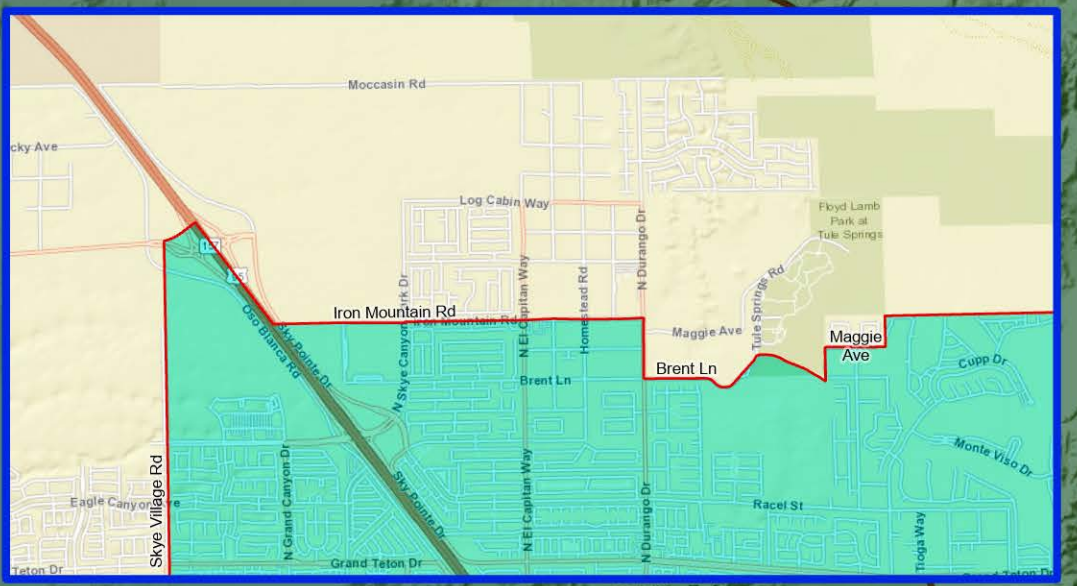 Moccasin Rd
cky Ave
Log Cabin Way
Floyd Lamb
Park at
Tule Springs
157
95
N Durango Dr
Homestead Rd
N El Capitan Way
N Skye Canyon Park Dr
Tule Springs Rd
Iron Mountain Rd
Iron Mountain Rd
Maggie Ave
Maggie
Ave
Oso Blanca Rd
Sky Pointe Dr
Brent Ln
Brent Ln
Cupp Dr
Monte Viso Dr
Skye Village Rd
Eagle Canyon Ave
N Grand Canyon Dr
Sky Pointe Dr
N El Capitan Way
N Durango Dr
Racel St
Tioga Way
Teton Dr
Grand Teton Dr
Grand Teton Dr